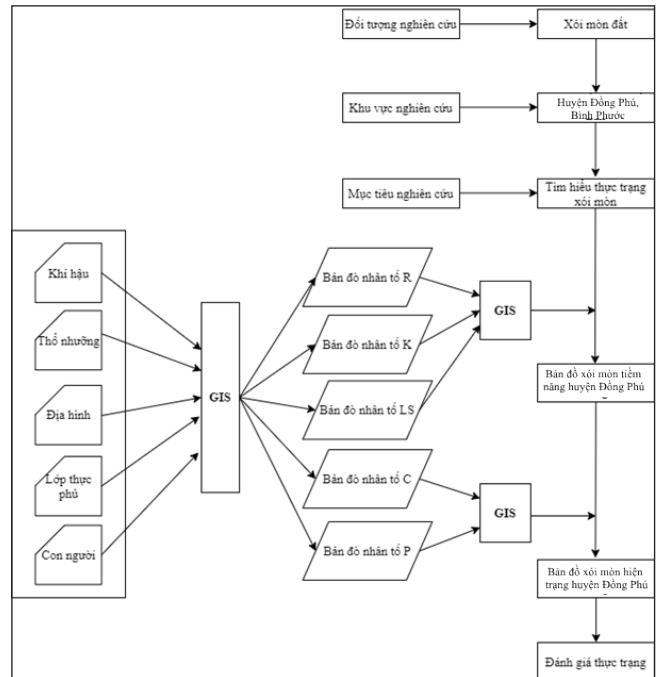 Đối tượng nghiên cứu
Xói mòn đất
Khu vực nghiên cứu
Huyện Đồng Phú,
Bình Phước
Mục tiêu nghiên cứu
Tìm hiểu thực trạng
xói mòn
Khí hậu
Thổ nhưỡng
Địa hình
Lớp thực
phủ
Con người
GIS
Bản đồ nhân tố R
Bản đồ nhân tố K
Bản đồ nhân tố LS
Bản đồ nhân tố C
Bản đồ nhân tố P
GIS
GIS
Bản đồ xói mòn tiềm
năng huyện Đồng Phú
Bản đồ xói mòn hiện
trạng huyện Đồng Phú
Đánh giá thực trạng